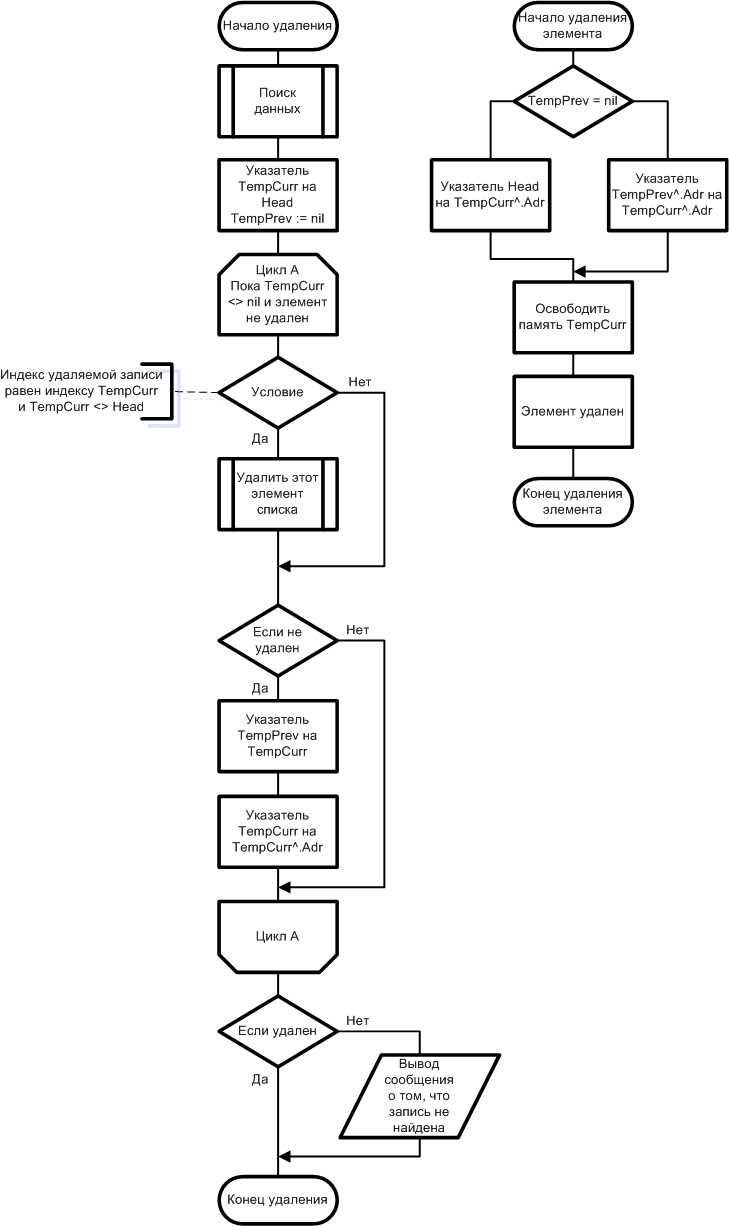 Начало удаления
Поиск
данных
Указатель
TempCurr на
Head
TempPrev := nil
Цикл А
Пока TempCurr
<> nil и элемент
не удален
Индекс удаляемой записи
равен индексу TempCurr
и TempCurr <> Head
Условие
Нет
Да
Удалить этот
элемент
списка
Если не
удален
Нет
Да
Указатель
TempPrev на
TempCurr
Указатель
TempCurr на
TempCurr^.Adr
Цикл А
Если удален
Нет
Да
Вывод
сообщения
о том, что
запись не
найдена
Конец удаления
Начало удаления
элемента
TempPrev = nil
Указатель Head
на TempCurr^.Adr
Указатель
TempPrev^.Adr на
TempCurr^.Adr
Освободить
память TempCurr
Элемент удален
Конец удаления
элемента